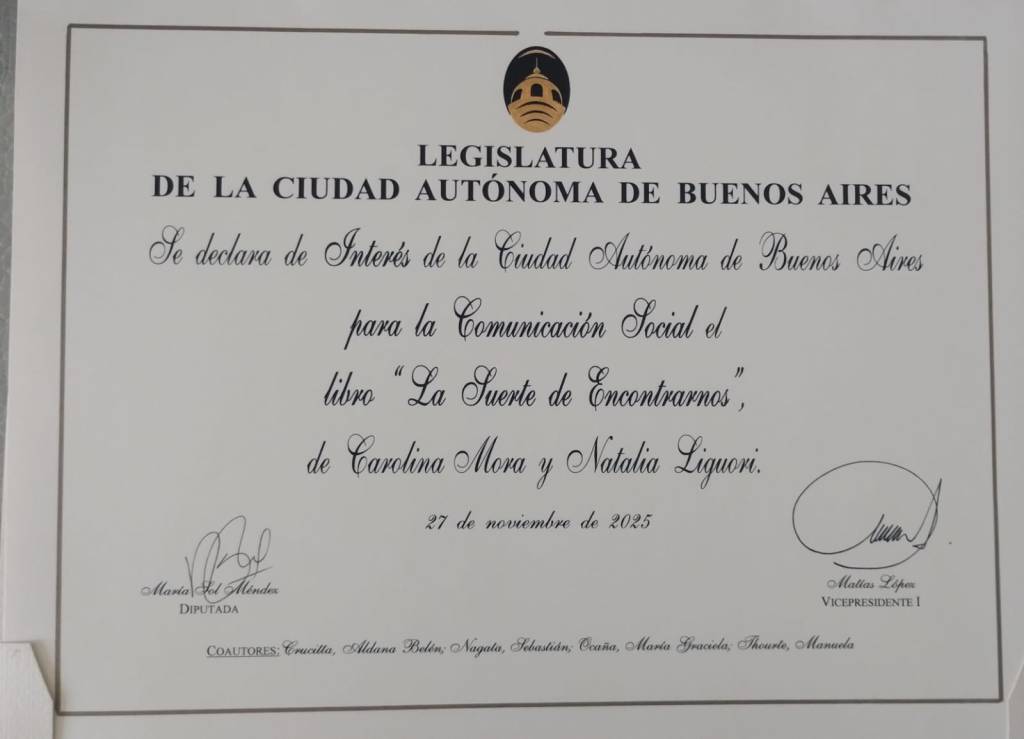 LEGISLATURA
DE LA CIUDAD AUTÓNOMA DE BUENOS AIRES
Se declara de Interés de la Ciudad Autónoma de Buenos Aires
para la Comunicación Social el
libro “La Suerte de Encontrarnos”,
de Carolina Mora y Natalia Liguori.
27 de noviembre de 2025
María Sol Méndez
DIPUTADA
Matías López
VICEPRESIDENTE I
COAUTORES: Crucitta, Aldana Belén; Nagata, Sebastián; Ocaña, María Graciela; Thourte, Manuela